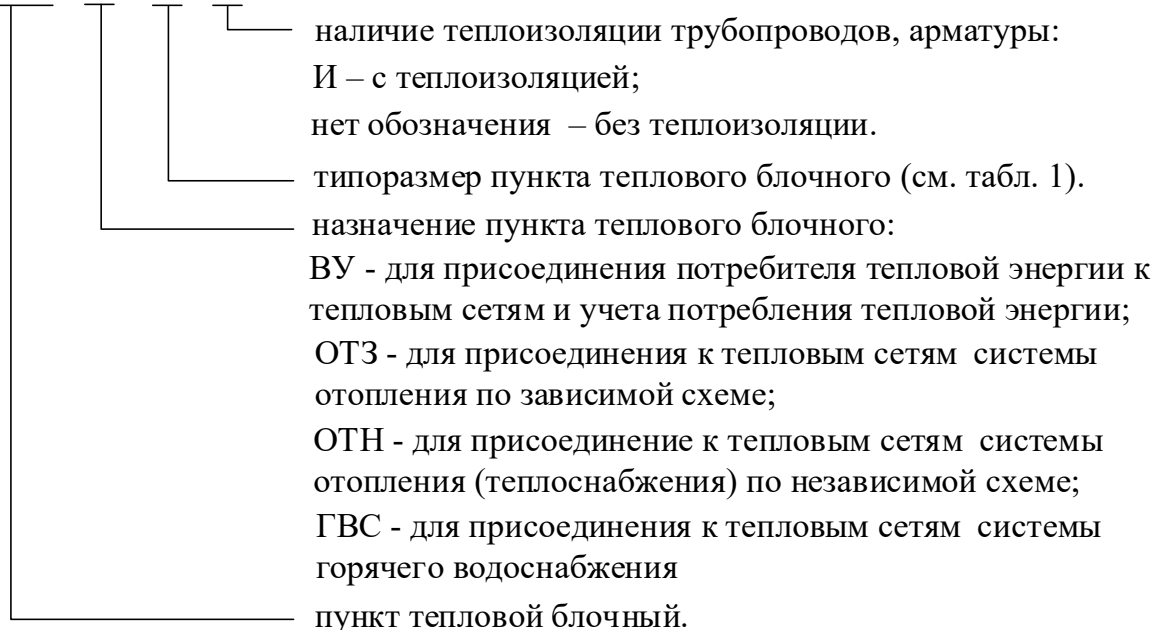 наличие теплоизоляции трубопроводов, арматуры:
И – с теплоизоляцией;
нет обозначения – без теплоизоляции.
типоразмер пункта теплового блочного (см. табл. 1).
назначение пункта теплового блочного:
ВУ - для присоединения потребителя тепловой энергии к
тепловым сетям и учета потребления тепловой энергии;
ОТЗ - для присоединения к тепловым сетям системы
отопления по зависимой схеме;
ОТН - для присоединение к тепловым сетям системы
отопления (теплоснабжения) по независимой схеме;
ГВС - для присоединения к тепловым сетям системы
горячего водоснабжения
пункт тепловой блочный.